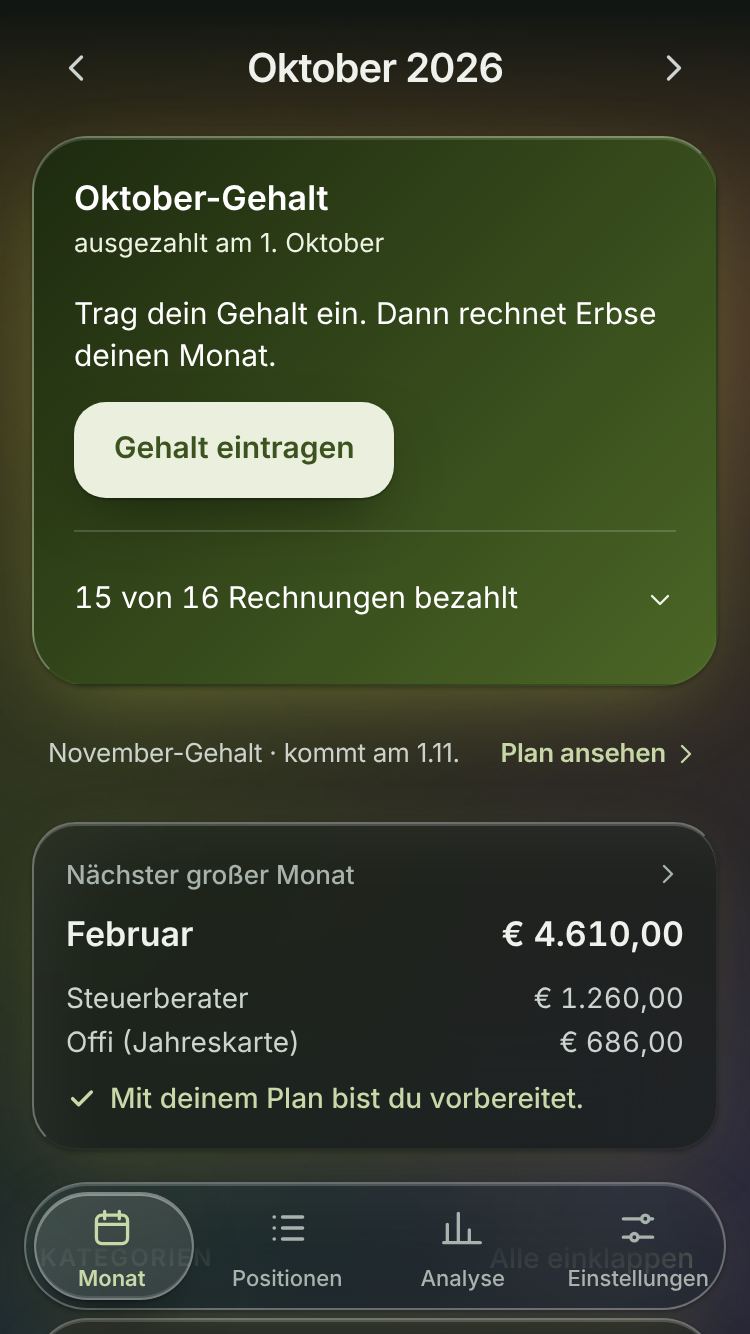 Oktober 2026
Oktober-Gehalt
ausgezahlt am 1. Oktober
Trag dein Gehalt ein. Dann rechnet Erbse
deinen Monat.
Gehalt eintragen
15 von 16 Rechnungen bezahlt
November-Gehalt · kommt am 1.11. Plan ansehen
Nächster großer Monat
Februar € 4.610,00
Steuerberater € 1.260,00
Offi (Jahreskarte) € 686,00
Mit deinem Plan bist du vorbereitet.
KATEGORIEN Alle einklappen
Monat Positionen Analyse Einstellungen